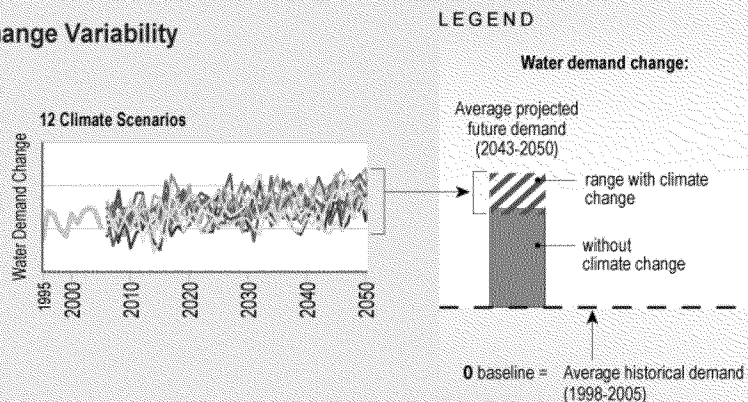 ange Variability
12 Climate Scenarios
Water Demand Change
1995
2000
2010
2020
2030
2040
2050
LEGEND
Water demand change:
Average projected
future demand
(2043-2050)
range with climate
change
without
climate change
0 baseline = Average historical demand
(1998-2005)